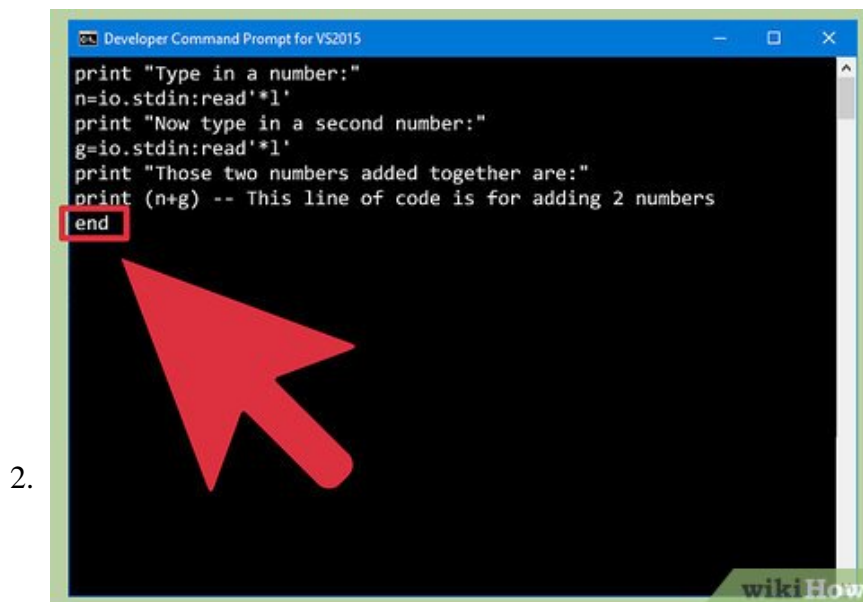 Developer Command Prompt for VS2015
print "Type in a number:"
n=io.stdin:read'*l'
print "Now type in a second number:"
g=io.stdin:read'*l'
print "Those two numbers added together are:"
print (n+g) -- This line of code is for adding 2 numbers
end
2.
wikiHow